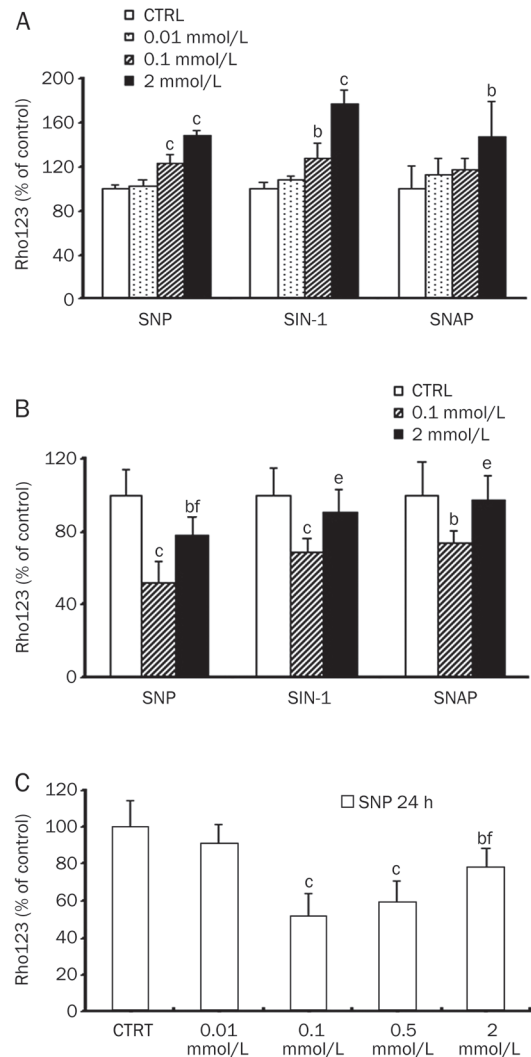 A
CTRL
0.01 mmol/L
0.1 mmol/L
2 mmol/L
Rho123 (% of control)
200
160
120
80
40
0
c
c
b
c
b
SNP
SIN-1
SNAP
B
CTRL
0.1 mmol/L
2 mmol/L
Rho123 (% of control)
120
80
40
0
c
bf
c
e
b
e
SNP
SIN-1
SNAP
C
SNP 24 h
Rho123 (% of control)
120
100
80
60
40
20
0
c
c
bf
CTRT
0.01
mmol/L
0.1
mmol/L
0.5
mmol/L
2
mmol/L